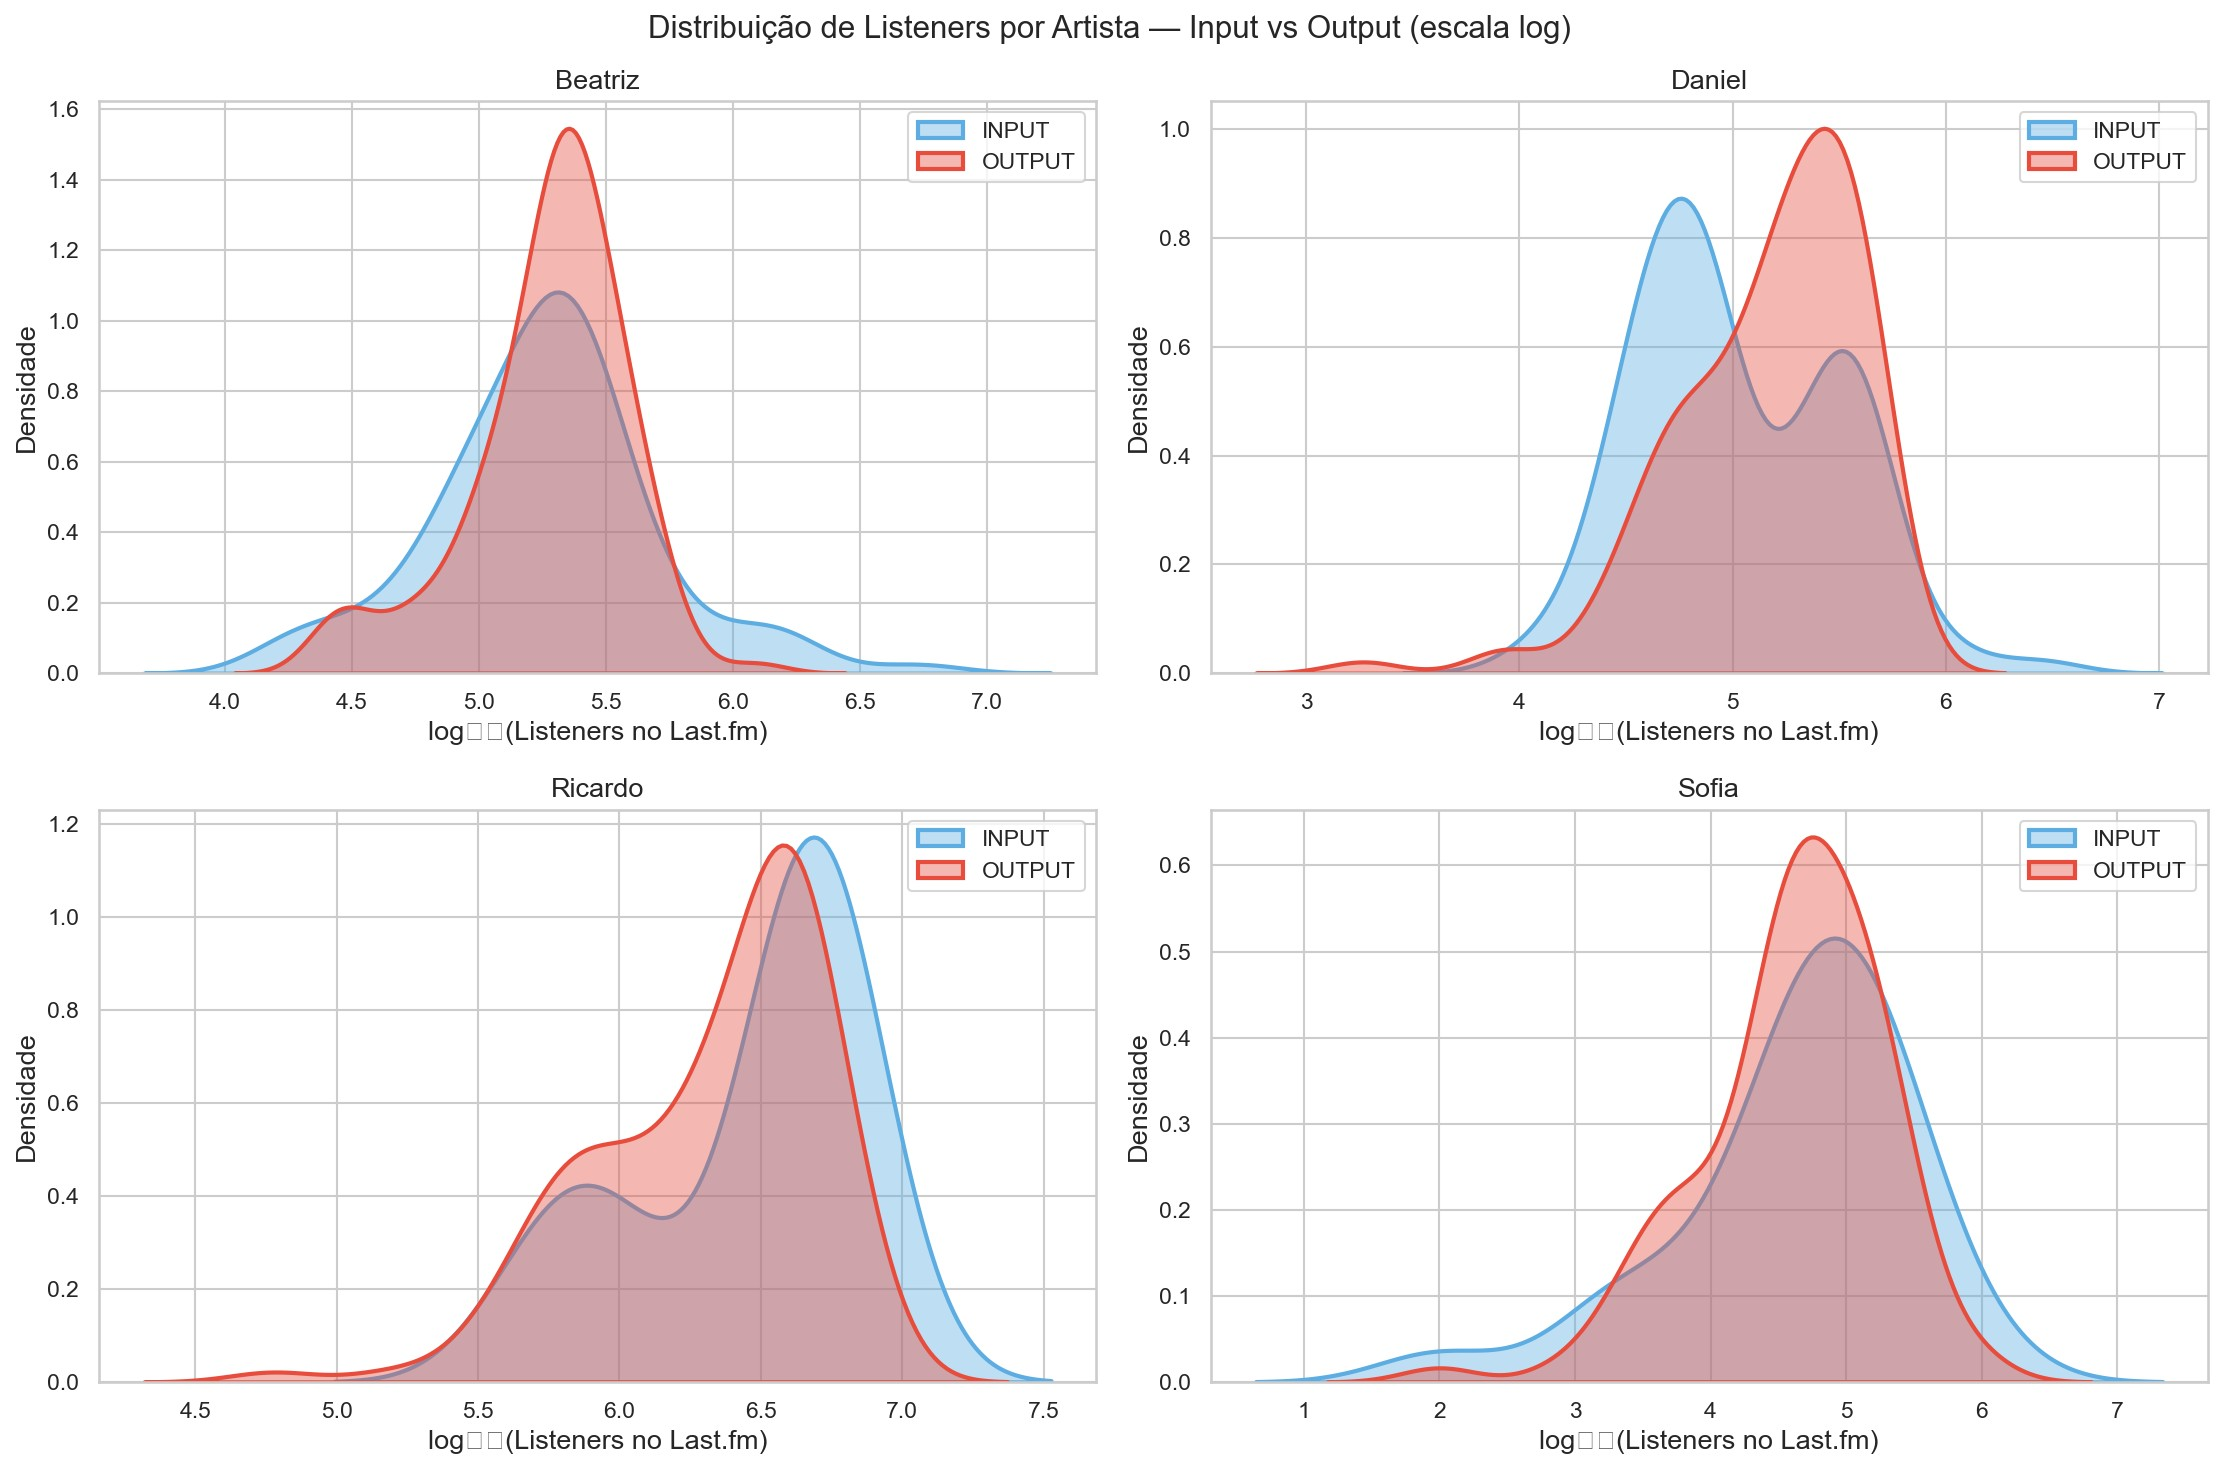 Distribuição de Listeners por Artista — Input vs Output (escala log)
Beatriz
INPUT
OUTPUT
Densidade
1.6
1.4
1.2
1.0
0.8
0.6
0.4
0.2
0.0
4.0 4.5 5.0 5.5 6.0 6.5 7.0
log□□(Listeners no Last.fm)
Daniel
INPUT
OUTPUT
Densidade
1.0
0.8
0.6
0.4
0.2
0.0
3 4 5 6 7
log□□(Listeners no Last.fm)
Ricardo
INPUT
OUTPUT
Densidade
1.2
1.0
0.8
0.6
0.4
0.2
0.0
4.5 5.0 5.5 6.0 6.5 7.0 7.5
log□□(Listeners no Last.fm)
Sofia
INPUT
OUTPUT
Densidade
0.6
0.5
0.4
0.3
0.2
0.1
0.0
1 2 3 4 5 6 7
log□□(Listeners no Last.fm)